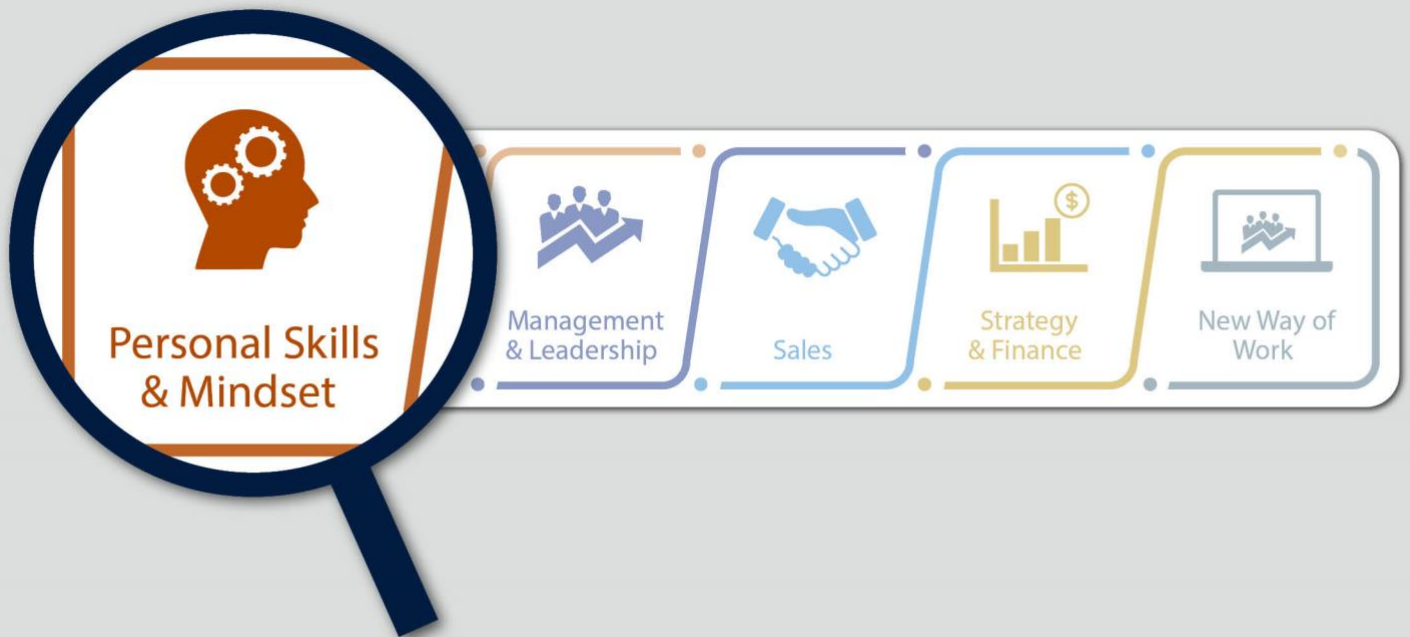 Personal Skills
& Mindset
Management
& Leadership
Sales
$
Strategy
& Finance
New Way of
Work